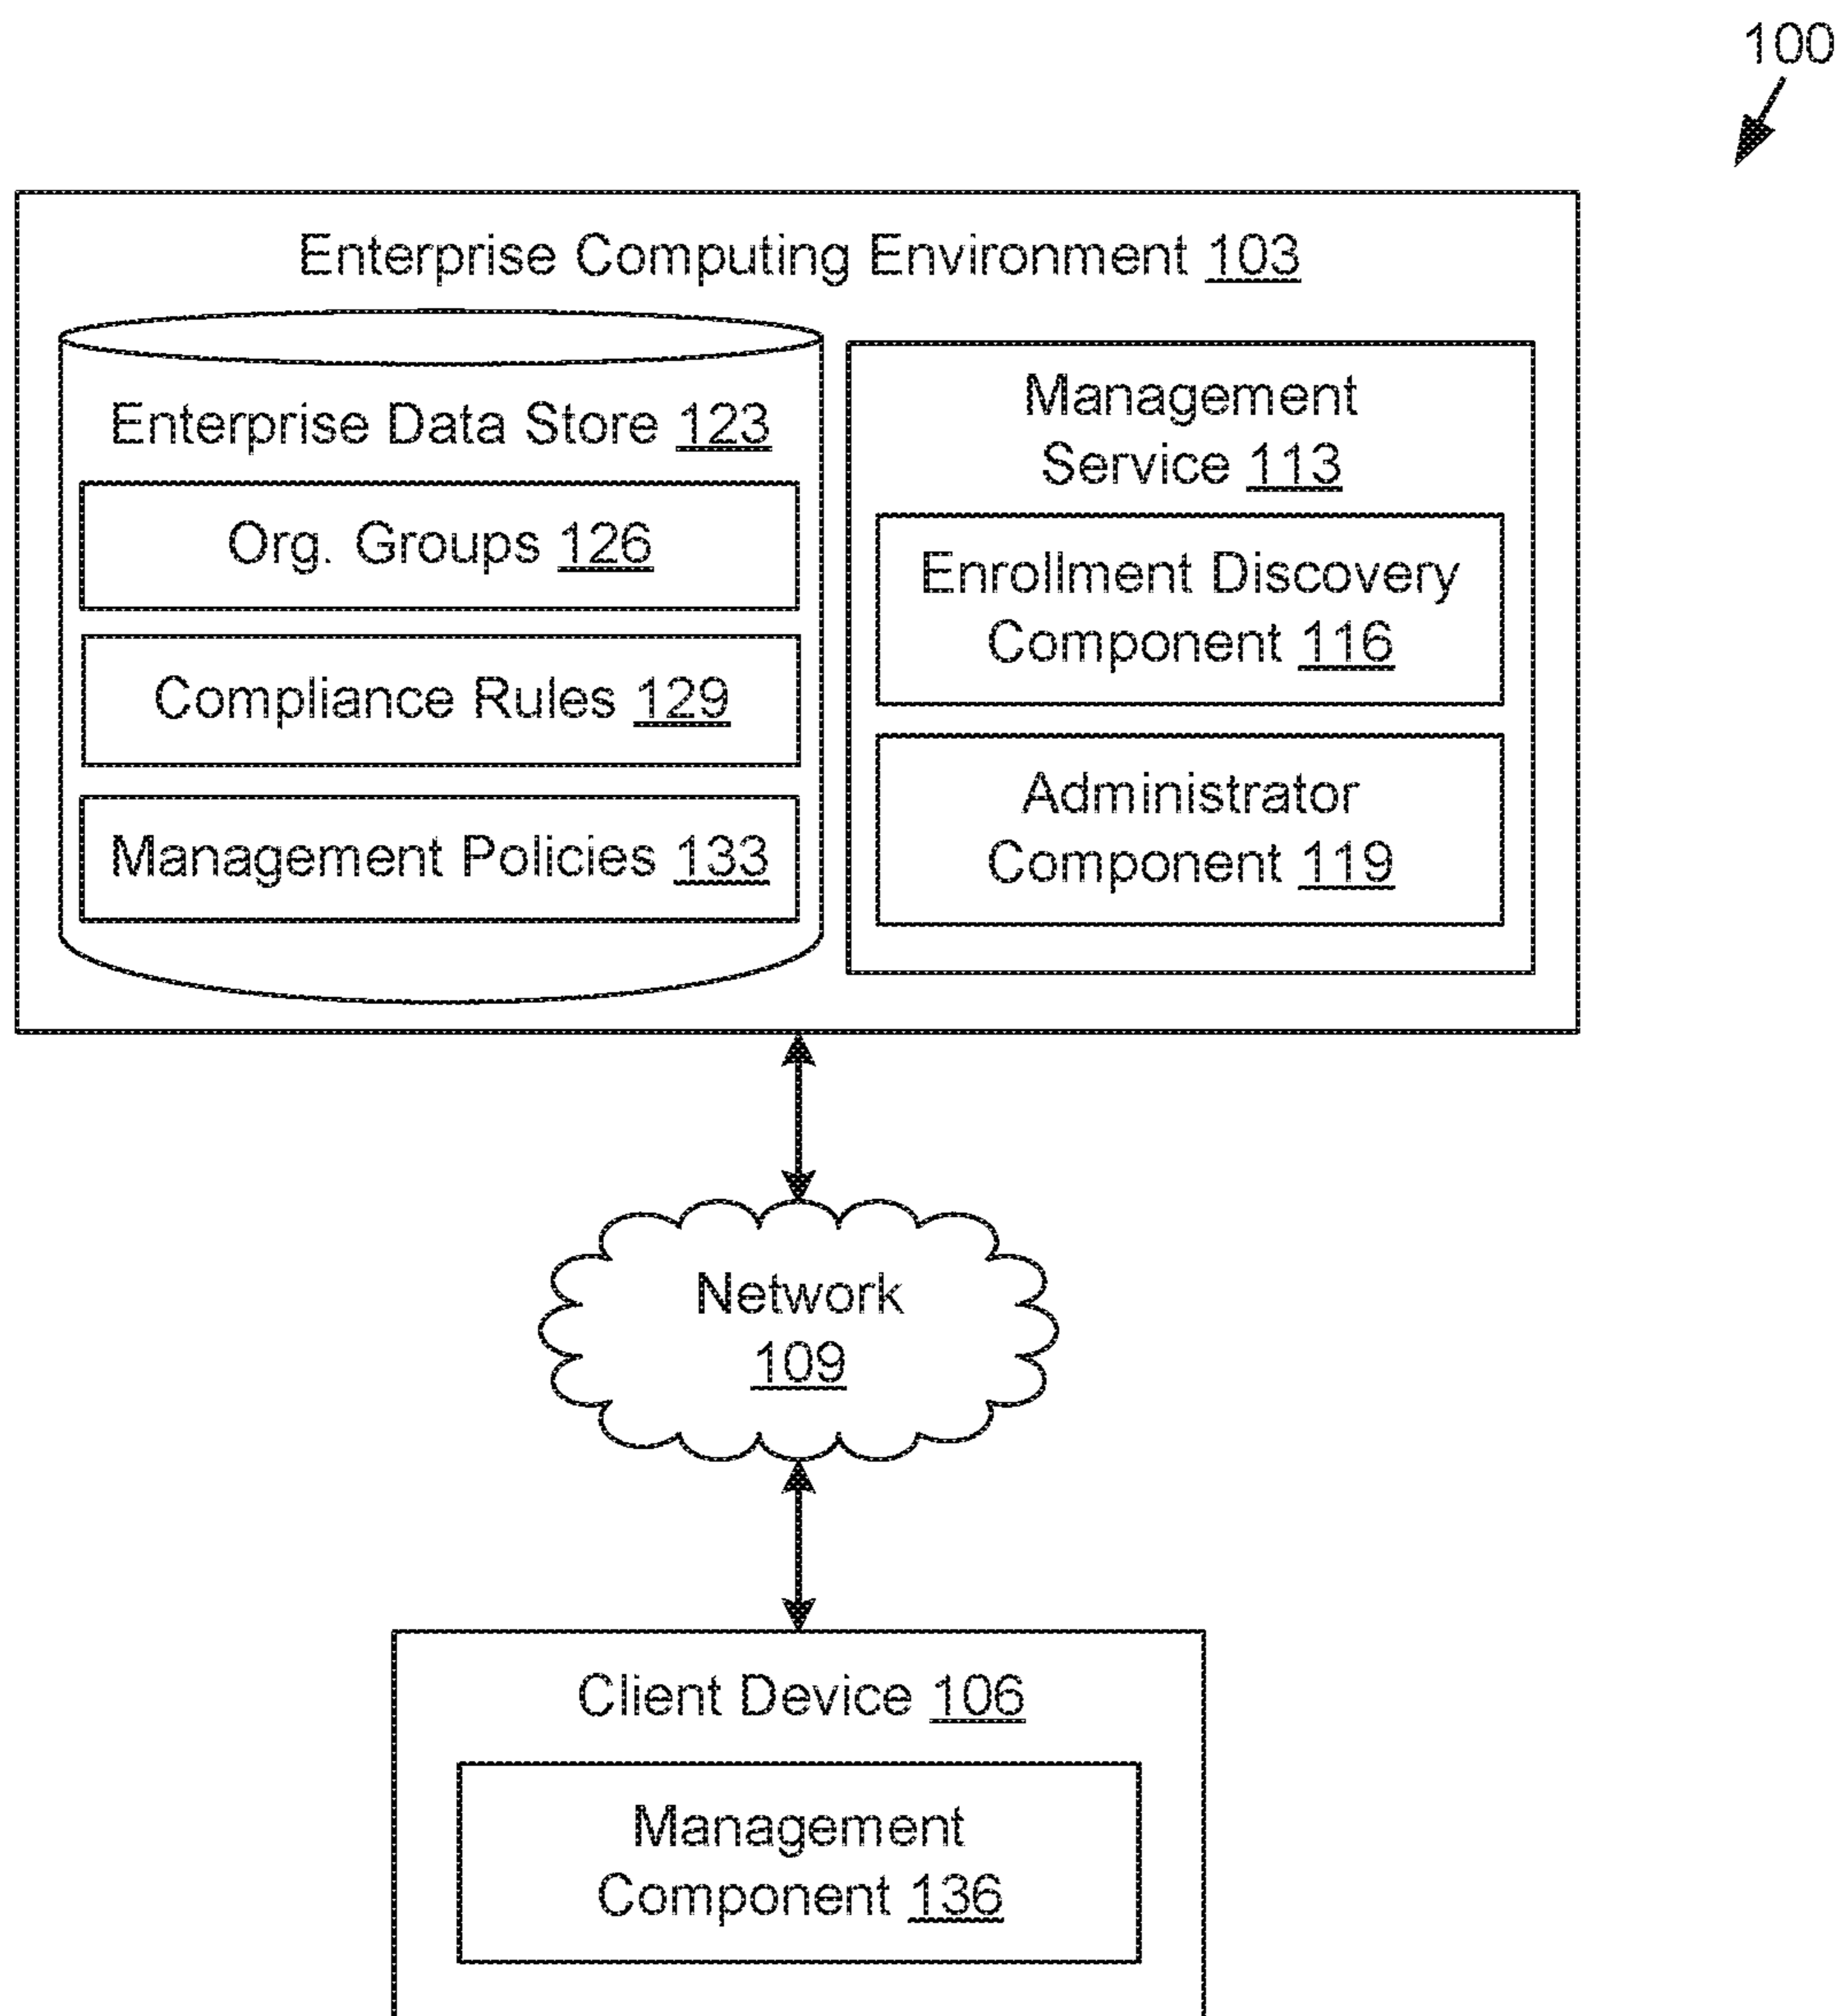 100
Enterprise Computing Environment 103
Enterprise Data Store 123
Org. Groups 126
Compliance Rules 129
Management Policies 133
Management
Service 113
Enrollment Discovery
Component 116
Administrator
Component 119
Network
109
Client Device 106
Management
Component 136